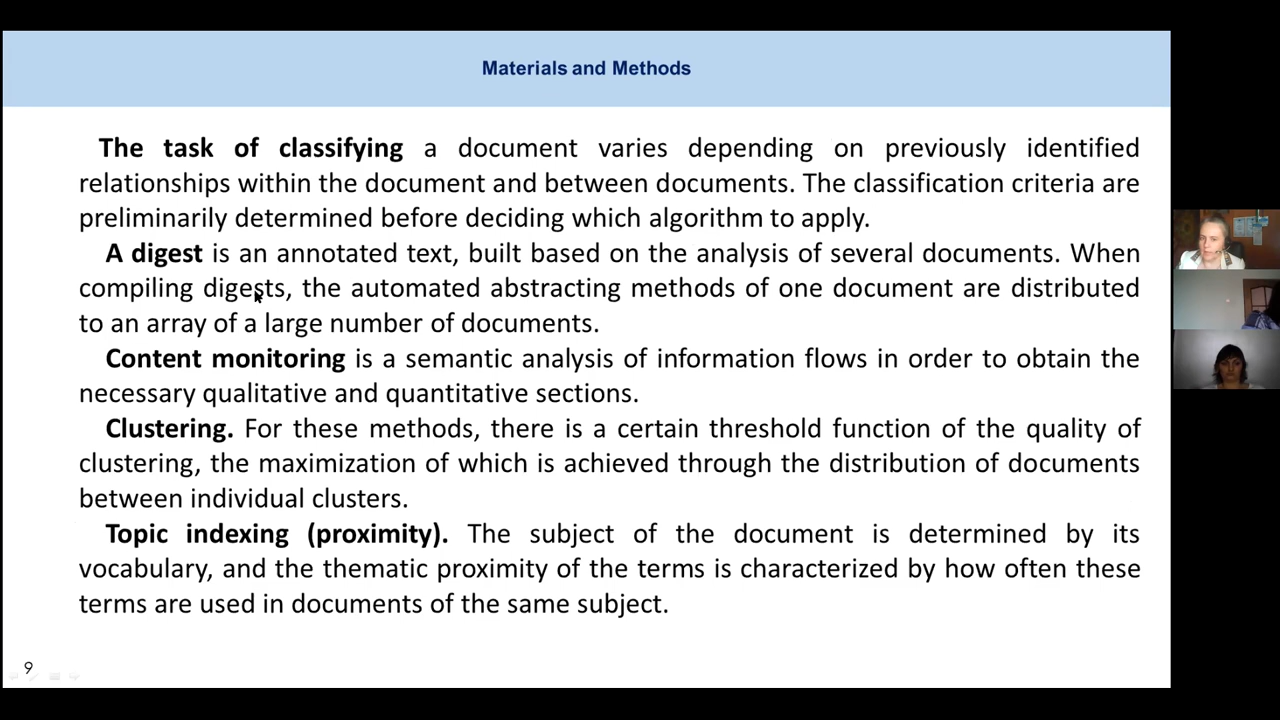 Materials and Methods
The task of classifying a document varies depending on previously identified
relationships within the document and between documents. The classification criteria are
preliminarily determined before deciding which algorithm to apply.
A digest is an annotated text, built based on the analysis of several documents. When
compiling digests, the automated abstracting methods of one document are distributed
to an array of a large number of documents.
Content monitoring is a semantic analysis of information flows in order to obtain the
necessary qualitative and quantitative sections.
Clustering. For these methods, there is a certain threshold function of the quality of
clustering, the maximization of which is achieved through the distribution of documents
between individual clusters.
Topic indexing (proximity). The subject of the document is determined by its
vocabulary, and the thematic proximity of the terms is characterized by how often these
terms are used in documents of the same subject.
9